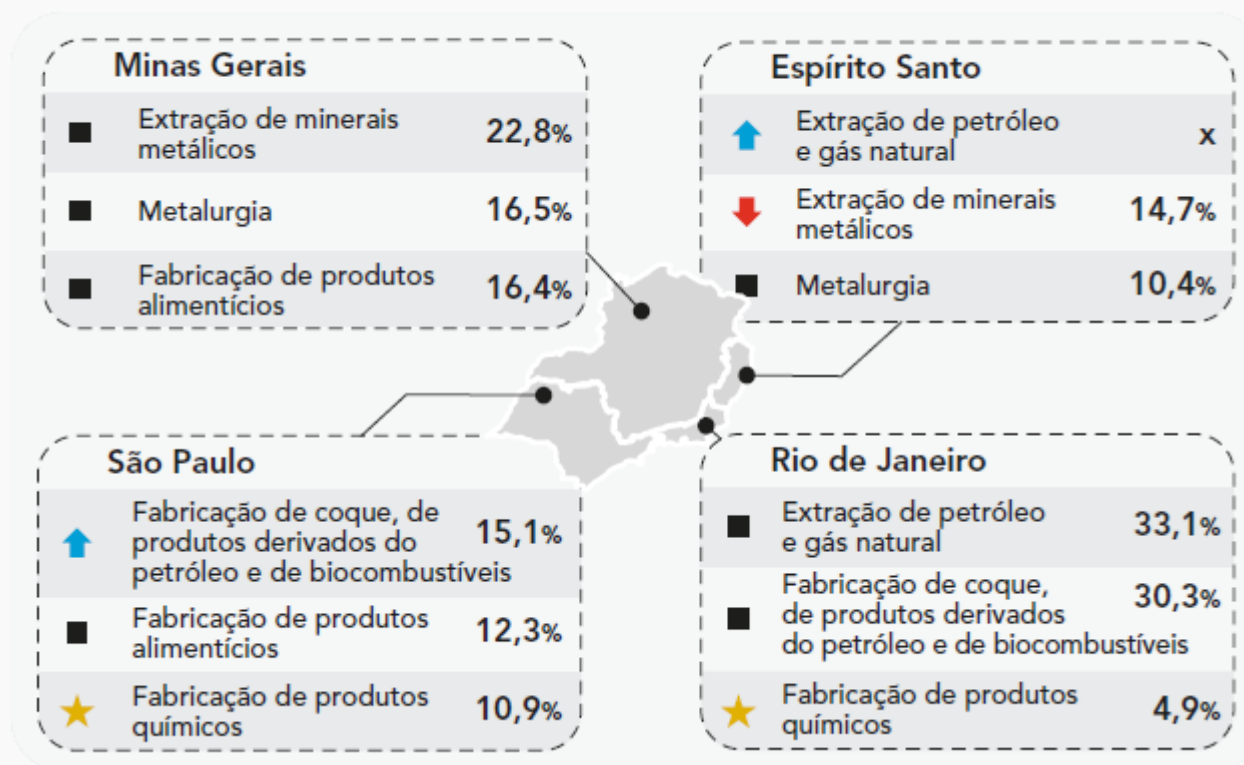 Minas Gerais
Extração de minerais
metálicos
22,8%
Metalurgia
16,5%
Fabricação de produtos
alimentícios
16,4%
Espírito Santo
Extração de petróleo
e gás natural
x
Extração de minerais
metálicos
14,7%
Metalurgia
10,4%
São Paulo
Fabricação de coque, de
produtos derivados do
petróleo e de biocombustíveis
15,1%
Fabricação de produtos
alimentícios
12,3%
Fabricação de produtos
químicos
10,9%
Rio de Janeiro
Extração de petróleo
e gás natural
33,1%
Fabricação de coque,
de produtos derivados
do petróleo e de biocombustíveis
30,3%
Fabricação de produtos
químicos
4,9%